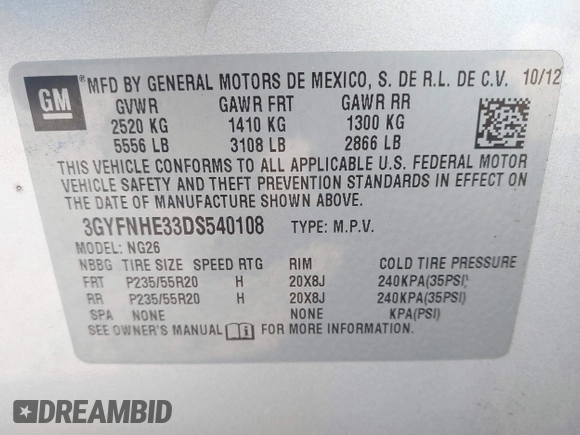 GM ®MFD BY GENERAL MOTORS DE MEXICO, S. DE R.L. DE C.V. 10/12
GVWR GAWR FRT GAWR RR
2520 KG 1410 KG 1300 KG
5556 LB 3108 LB 2866 LB
THIS VEHICLE CONFORMS TO ALL APPLICABLE U.S. FEDERAL MOTOR
VEHICLE SAFETY AND THEFT PREVENTION STANDARDS IN EFFECT ON
THE DATE OF MANUFACTURE SHOWN ABOVE.
3GYFNHE33DS540108 TYPE: M.P.V.
MODEL: NG26
NBBG TIRE SIZE SPEED RTG RIM COLD TIRE PRESSURE
FRT P235/55R20 H 20X8J 240KPA(35PSI)
RR P235/55R20 H 20X8J 240KPA(35PSI)
SPA NONE NONE KPA(PSI)
SEE OWNER'S MANUAL FOR MORE INFORMATION.
DREAMBID